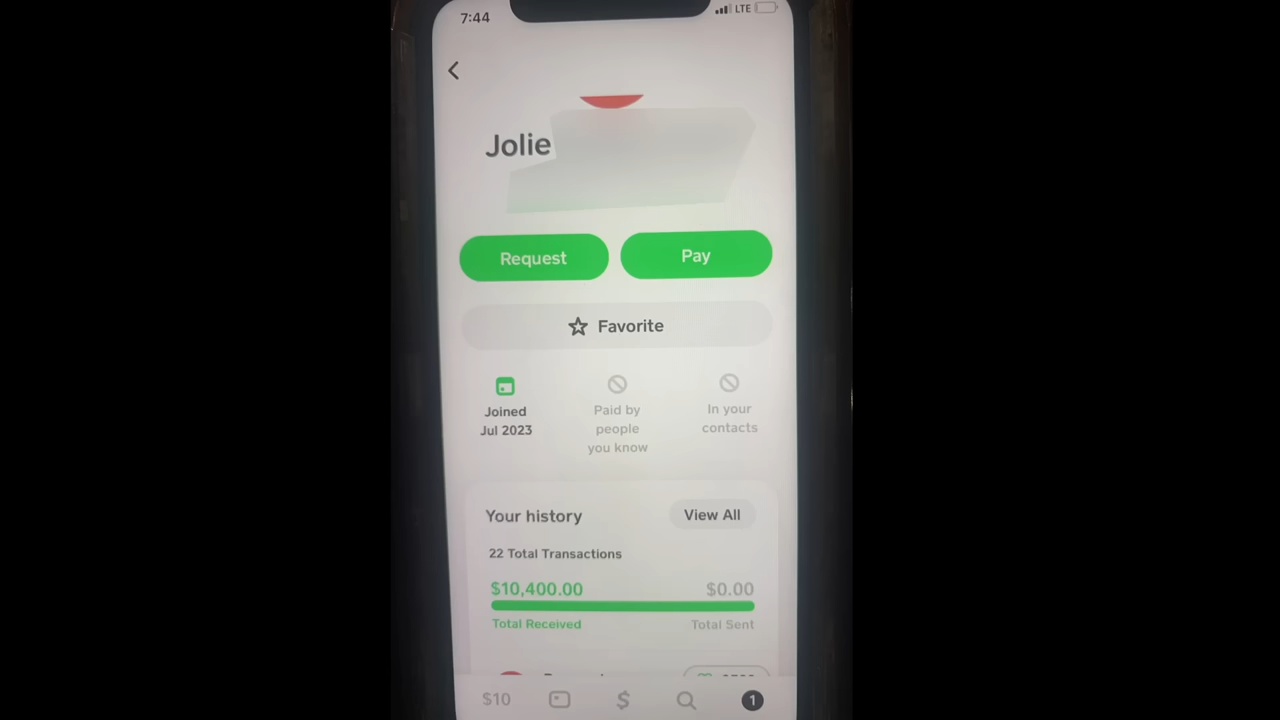 7:44
LTE
Jolie
Request Pay
Favorite
Joined
Jul 2023
Paid by
people
you know
In your
contacts
Your history View All
22 Total Transactions
$10,400.00 $0.00
Total Received Total Sent
$10 $ 1